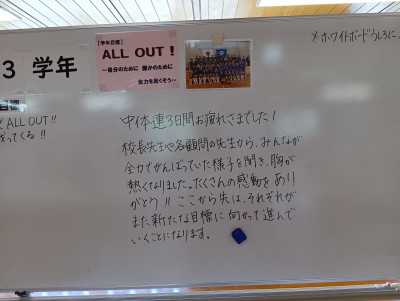 ※ホワイトボードうしろに、
3 学年
【学年目標】
ALL OUT！
～自分のために 誰かのために
全力を尽くそう～
ALL OUT!!
ってくる!!
中体連3日間お疲れさまでした！
校長先生や各顧問の先生から、みんなが
全力でがんばっていた様子を聞き、胸が
熱くなりました。たくさんの感動をあり
がとう!! ここから先は、それぞれが
また新たな目標に向かって進んで
いくことになります。